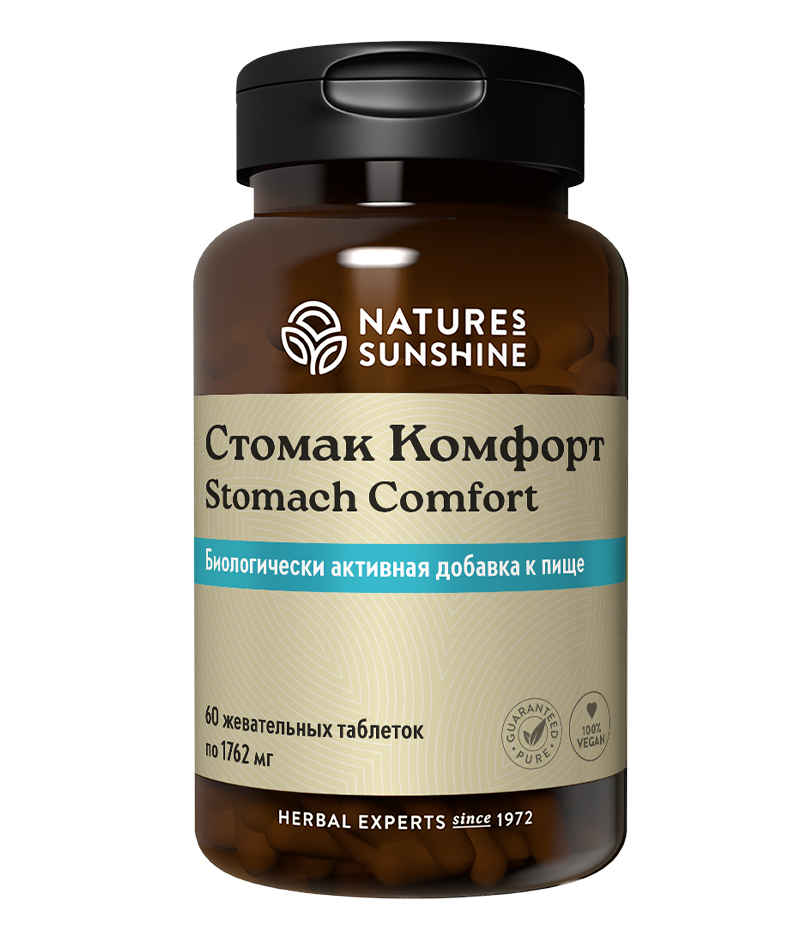 NATURES
SUNSHINE
Стомак Комфорт
Stomach Comfort
Биологически активная добавка к пище
60 жевательных таблеток
по 1762 мг
GUARANTEED
• PURE •
100%
VEGAN
HERBAL EXPERTS since 1972